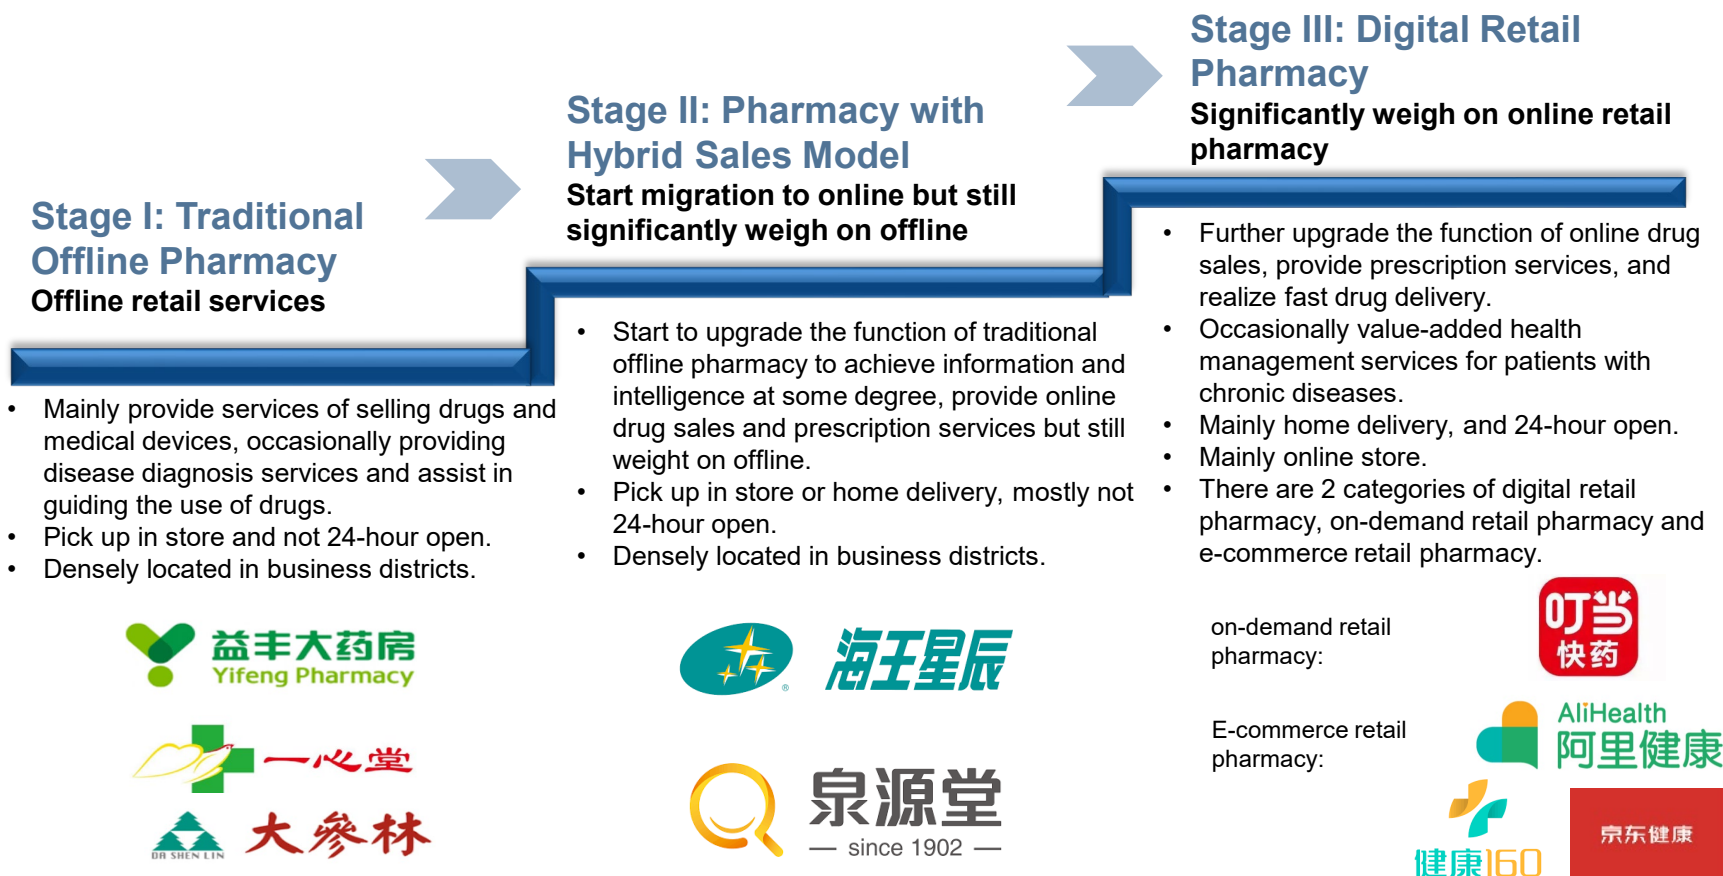 Stage I: Traditional
Offline Pharmacy
Offline retail services
• Mainly provide services of selling drugs and
medical devices, occasionally providing
disease diagnosis services and assist in
guiding the use of drugs.
• Pick up in store and not 24-hour open.
• Densely located in business districts.
益丰大药房
Yifeng Pharmacy
一心堂
DA SHEN LIN
大參林
Stage II: Pharmacy with
Hybrid Sales Model
Start migration to online but still
significantly weigh on offline
• Start to upgrade the function of traditional
offline pharmacy to achieve information and
intelligence at some degree, provide online
drug sales and prescription services but still
weight on offline.
• Pick up in store or home delivery, mostly not
24-hour open.
• Densely located in business districts.
®
海王星辰
泉源堂
— since 1902 —
Stage III: Digital Retail
Pharmacy
Significantly weigh on online retail
pharmacy
• Further upgrade the function of online drug
sales, provide prescription services, and
realize fast drug delivery.
• Occasionally value-added health
management services for patients with
chronic diseases.
• Mainly home delivery, and 24-hour open.
• Mainly online store.
• There are 2 categories of digital retail
pharmacy, on-demand retail pharmacy and
e-commerce retail pharmacy.
on-demand retail
pharmacy:
叮当
快药
E-commerce retail
pharmacy:
AliHealth
阿里健康
健康160
京东健康